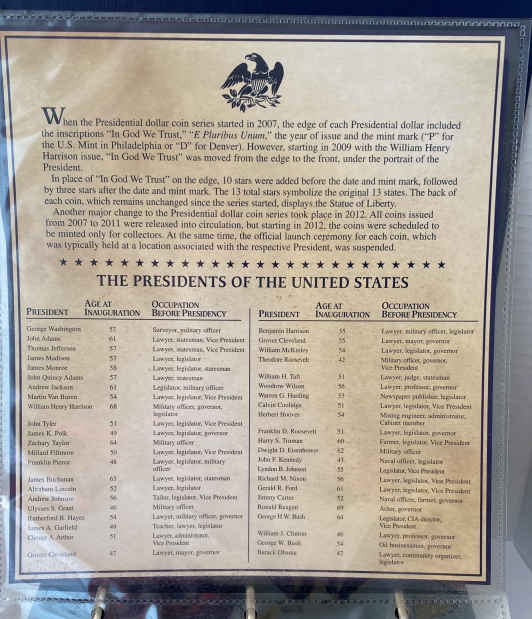 When the Presidential dollar coin series started in 2007, the edge of each Presidential dollar included
the inscriptions “In God We Trust,” “E Pluribus Unum,” the year of issue and the mint mark (“P” for
the U.S. Mint in Philadelphia or “D” for Denver). However, starting in 2009 with the William Henry
Harrison issue, “In God We Trust” was moved from the edge to the front, under the portrait of the
President.
In place of “In God We Trust” on the edge, 10 stars were added before the date and mint mark, followed
by three stars after the date and mint mark. The 13 total stars symbolize the original 13 states. The back of
each coin, which remains unchanged since the series started, displays the Statue of Liberty.
Another major change to the Presidential dollar coin series took place in 2012. All coins issued
from 2007 to 2011 were released into circulation, but starting in 2012, the coins were scheduled to
be minted only for collectors. At the same time, the official launch ceremony for each coin, which
was typically held at a location associated with the respective President, was suspended.
THE PRESIDENTS OF THE UNITED STATES
PRESIDENT AGE AT INAUGURATION OCCUPATION BEFORE PRESIDENCY
George Washington 57 Surveyor, military officer
John Adams 61 Lawyer, statesman, Vice President
Thomas Jefferson 57 Lawyer, statesman, Vice President
James Madison 57 Lawyer, legislator
James Monroe 58 Lawyer, legislator, statesman
John Quincy Adams 57 Lawyer, statesman
Andrew Jackson 61 Legislator, military officer
Martin Van Buren 54 Lawyer, legislator, Vice President
William Henry Harrison 68 Military officer, governor,
legislator
John Tyler 51 Lawyer, legislator, Vice President
James K. Polk 49 Lawyer, legislator, governor
Zachary Taylor 64 Military officer
Millard Fillmore 50 Lawyer, legislator, Vice President
Franklin Pierce 48 Lawyer, legislator, military
officer
James Buchanan 65 Lawyer, legislator, statesman
Abraham Lincoln 52 Lawyer, legislator
Andrew Johnson 56 Tailor, legislator, Vice President
Ulysses S. Grant 46 Military officer
Rutherford B. Hayes 54 Lawyer, military officer, governor
James A. Garfield 49 Teacher, lawyer, legislator
Chester A. Arthur 51 Lawyer, administrator,
Vice President
Grover Cleveland 47 Lawyer, mayor, governor
PRESIDENT AGE AT INAUGURATION OCCUPATION BEFORE PRESIDENCY
Benjamin Harrison 55 Lawyer, military officer, legislator
Grover Cleveland 55 Lawyer, mayor, governor
William McKinley 54 Lawyer, legislator, governor
Theodore Roosevelt 42 Military officer, governor,
Vice President
William H. Taft 51 Lawyer, judge, statesman
Woodrow Wilson 56 Lawyer, professor, governor
Warren G. Harding 55 Newspaper publisher, legislator
Calvin Coolidge 51 Lawyer, legislator, Vice President
Herbert Hoover 54 Mining engineer, administrator,
Cabinet member
Franklin D. Roosevelt 51 Lawyer, legislator, governor
Harry S. Truman 60 Farmer, legislator, Vice President
Dwight D. Eisenhower 62 Military officer
John F. Kennedy 43 Naval officer, legislator
Lyndon B. Johnson 55 Legislator, Vice President
Richard M. Nixon 56 Lawyer, legislator, Vice President
Gerald R. Ford 61 Lawyer, legislator, Vice President
Jimmy Carter 52 Naval officer, farmer, governor
Ronald Reagan 69 Actor, governor
George H.W. Bush 64 Legislator, CIA director,
Vice President
William J. Clinton 46 Lawyer, professor, governor
George W. Bush 54 Oil businessman, governor
Barack Obama 47 Lawyer, community organizer,
legislator